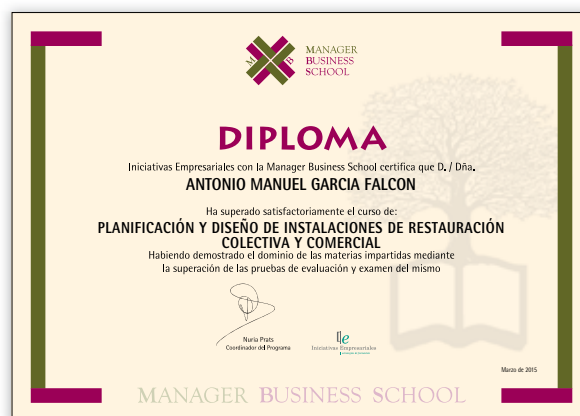 M B
MANAGER
BUSINESS
SCHOOL
DIPLOMA
Iniciativas Empresariales con la Manager Business School certifica que D. / Dña.
ANTONIO MANUEL GARCIA FALCON
Ha superado satisfactoriamente el curso de:
PLANIFICACIÓN Y DISEÑO DE INSTALACIONES DE RESTAURACIÓN
COLECTIVA Y COMERCIAL
Habiendo demostrado el dominio de las materias impartidas mediante
la superación de las pruebas de evaluación y examen del mismo
Nuria Prats
Coordinador del Programa
Iniciativas Empresariales
Marzo de 2015
MANAGER BUSINESS SCHOOL